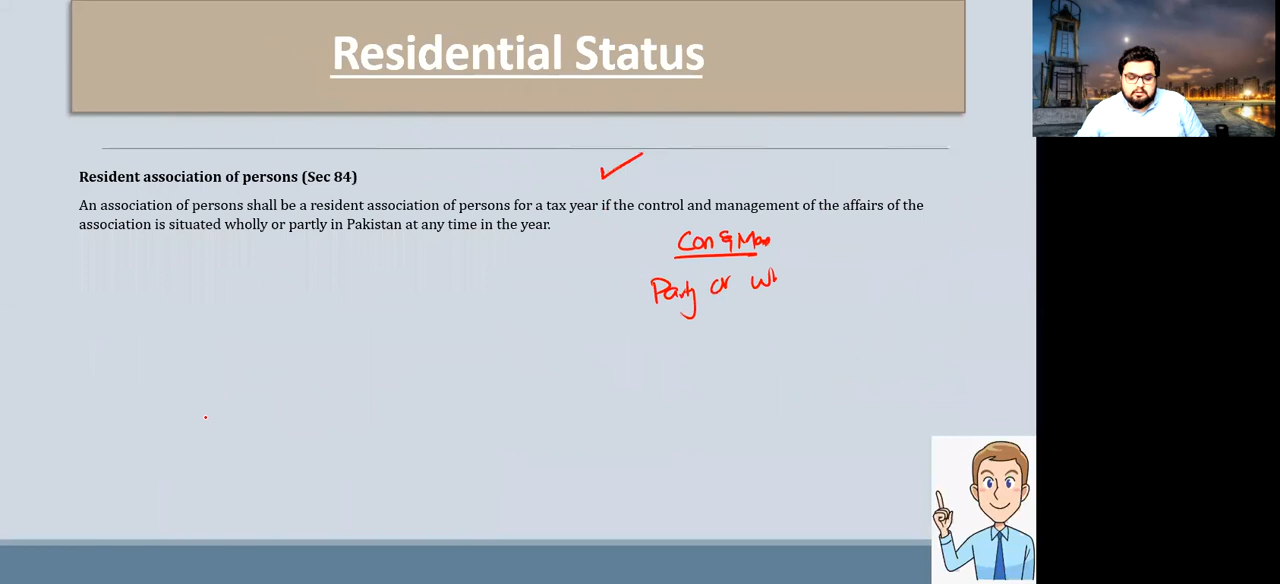 Residential Status
Resident association of persons (Sec 84)
An association of persons shall be a resident association of persons for a tax year if the control and management of the affairs of the
association is situated wholly or partly in Pakistan at any time in the year.
Con & Man
Party or wh